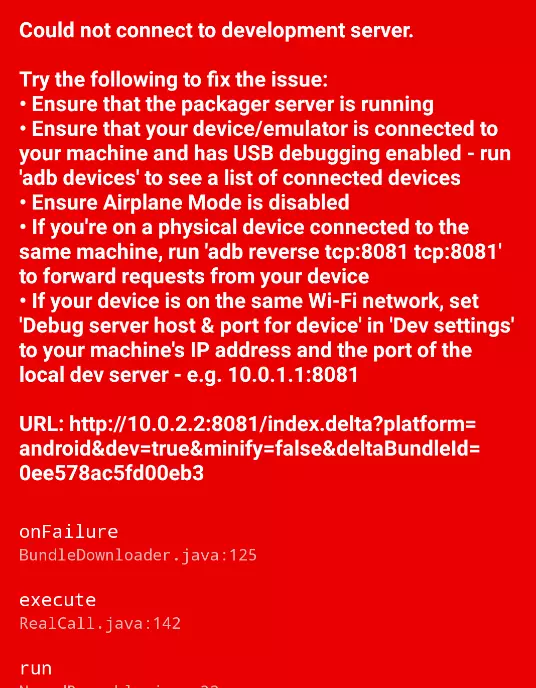 Could not connect to development server.
Try the following to fix the issue:
• Ensure that the packager server is running
• Ensure that your device/emulator is connected to
your machine and has USB debugging enabled - run
'adb devices' to see a list of connected devices
• Ensure Airplane Mode is disabled
• If you're on a physical device connected to the
same machine, run 'adb reverse tcp:8081 tcp:8081'
to forward requests from your device
• If your device is on the same Wi-Fi network, set
'Debug server host & port for device' in 'Dev settings'
to your machine's IP address and the port of the
local dev server - e.g. 10.0.1.1:8081
URL: http://10.0.2.2:8081/index.delta?platform=
android&dev=true&minify=false&deltaBundleId=
0ee578ac5fd00eb3
onFailure
BundleDownloader.java:125
execute
RealCall.java:142
run